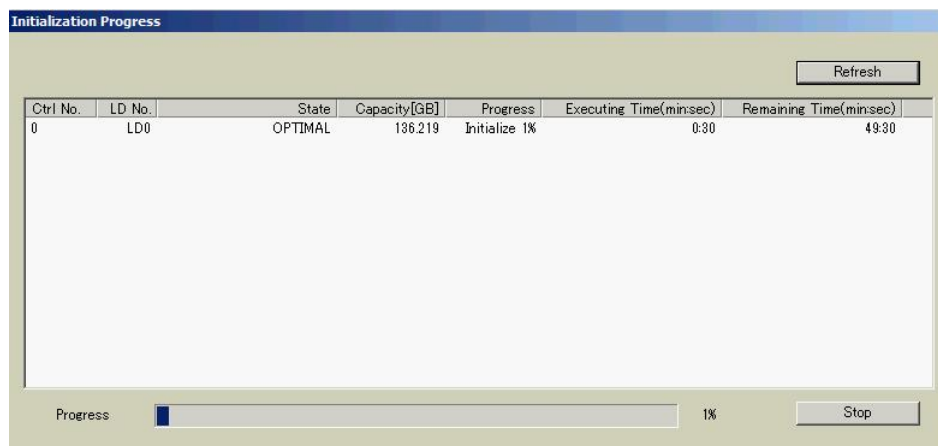 Initialization Progress
Refresh
Ctrl No. LD No. State Capacity[GB] Progress Executing Time(min:sec) Remaining Time(min:sec)
0 LD0 OPTIMAL 136.219 Initialize 1% 0:30 49:30
Progress 1% Stop